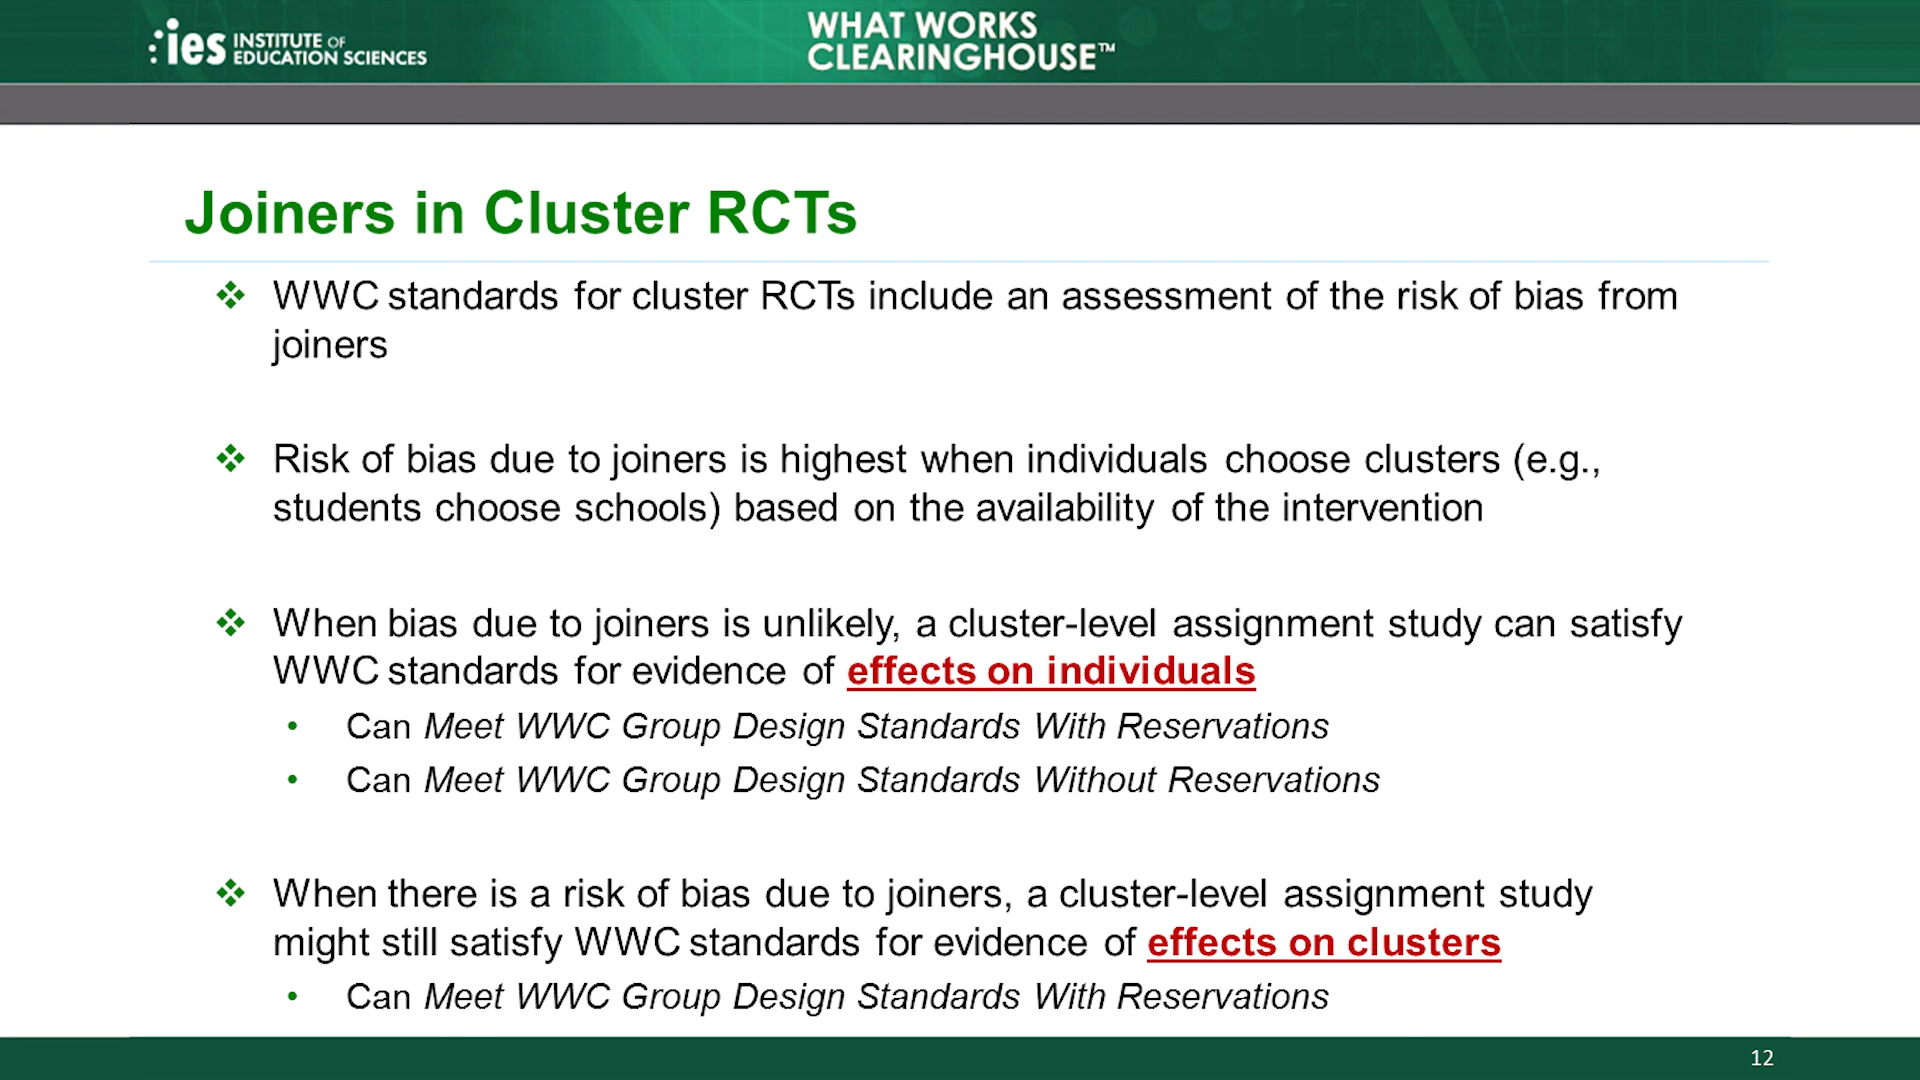 ies INSTITUTE OF
EDUCATION SCIENCES
WHAT WORKS
CLEARINGHOUSE™
Joiners in Cluster RCTs
❖ WWC standards for cluster RCTs include an assessment of the risk of bias from
joiners
❖ Risk of bias due to joiners is highest when individuals choose clusters (e.g.,
students choose schools) based on the availability of the intervention
❖ When bias due to joiners is unlikely, a cluster-level assignment study can satisfy
WWC standards for evidence of effects on individuals
• Can Meet WWC Group Design Standards With Reservations
• Can Meet WWC Group Design Standards Without Reservations
❖ When there is a risk of bias due to joiners, a cluster-level assignment study
might still satisfy WWC standards for evidence of effects on clusters
• Can Meet WWC Group Design Standards With Reservations
12